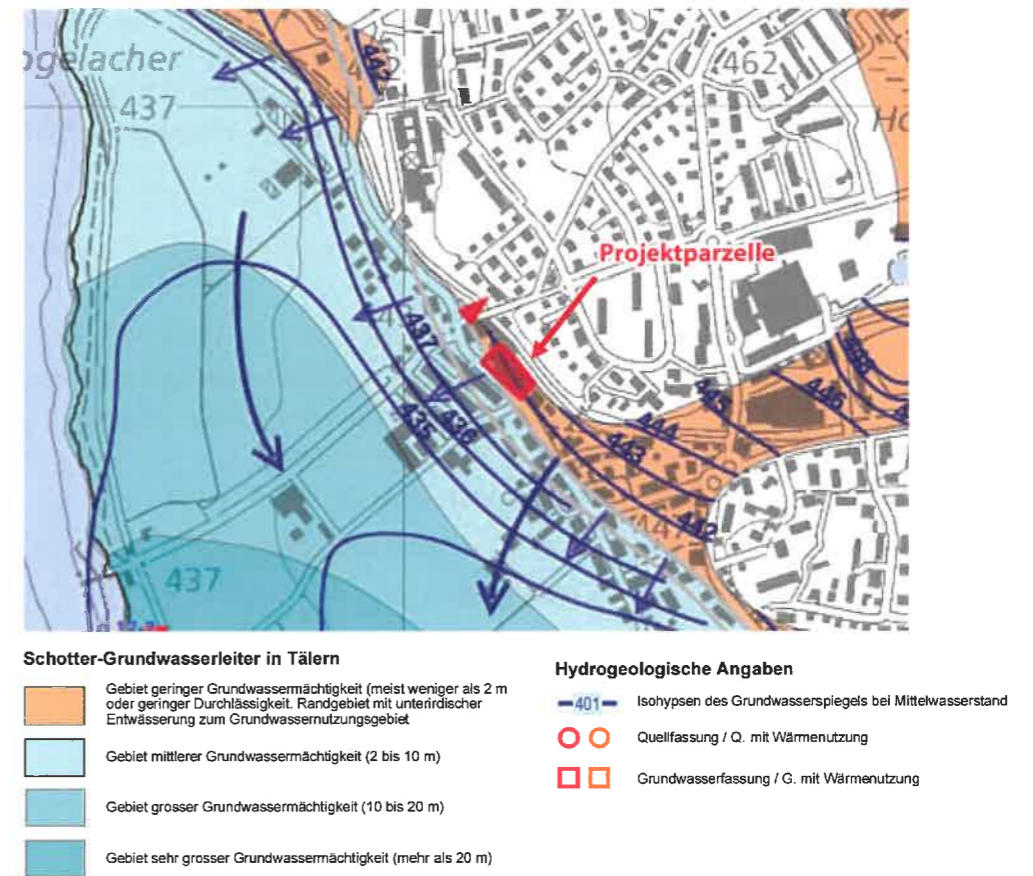 ogelacher
437
442
462
Ho
Projektparzelle
437
436
435
445
446
444
443
442
437
Schotter-Grundwasserleiter in Tälern
Gebiet geringer Grundwassermächtigkeit (meist weniger als 2 m
oder geringer Durchlässigkeit. Randgebiet mit unterirdischer
Entwässerung zum Grundwassernutzungsgebiet
Gebiet mittlerer Grundwassermächtigkeit (2 bis 10 m)
Gebiet grosser Grundwassermächtigkeit (10 bis 20 m)
Gebiet sehr grosser Grundwassermächtigkeit (mehr als 20 m)
Hydrogeologische Angaben
401
Isohypsen des Grundwasserspiegels bei Mittelwasserstand
Quellfassung / Q. mit Wärmenutzung
Grundwasserfassung / G. mit Wärmenutzung